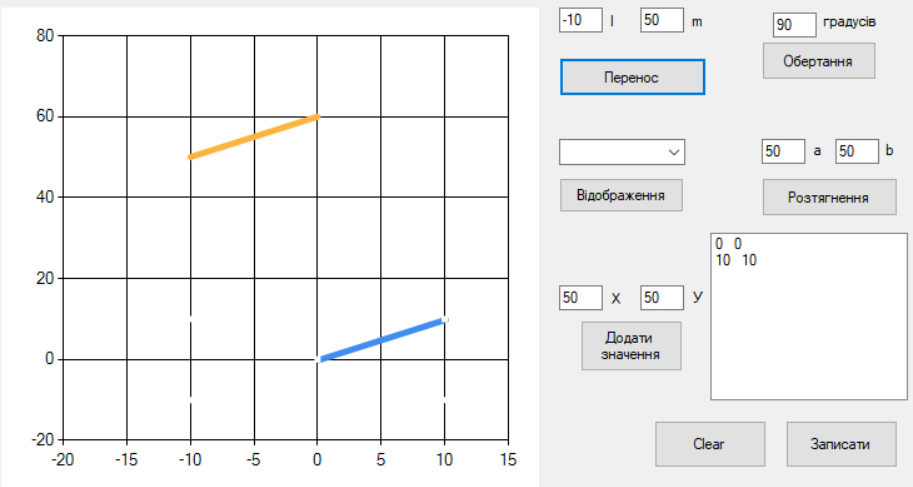 80
60
40
20
0
-20
-20 -15 -10 -5 0 5 10 15
-10 l 50 m
Перенос
90 градусів
Обертання
Відображення
50 a 50 b
Розтягнення
50 Х 50 У
Додати
значення
0 0
10 10
Clear
Записати